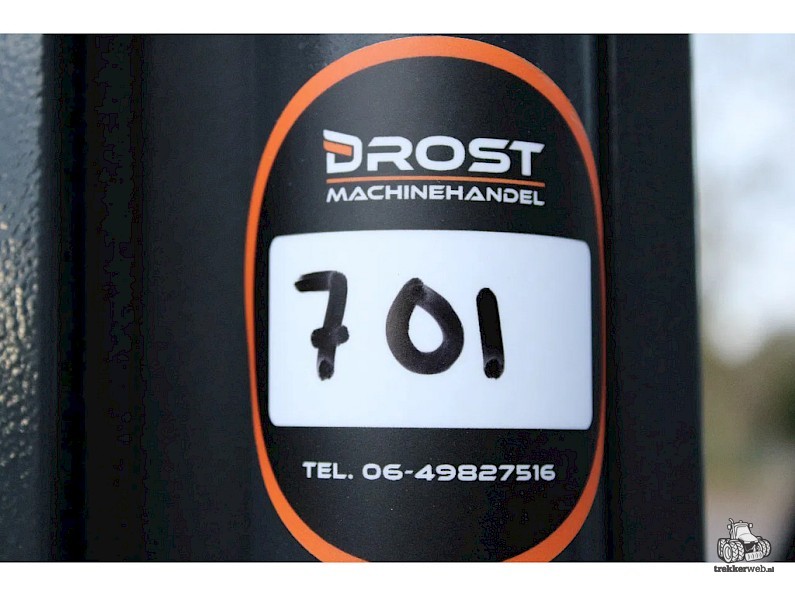 DROST
MACHINEHANDEL
701
TEL. 06-49827516
trekkerweb.nl